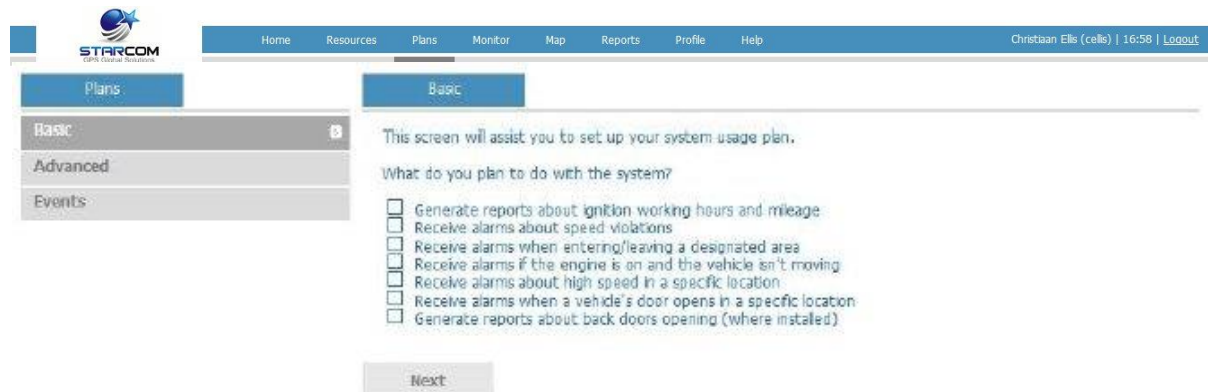 STARCOM
GPS Global Solutions
Home Resources Plans Monitor Map Reports Profile Help
Christiaan Ellis (cellis) | 16:58 | Logout
Plans
Basic
Advanced
Events
Basic
This screen will assist you to set up your system usage plan.
What do you plan to do with the system?
Generate reports about ignition working hours and mileage
Receive alarms about speed violations
Receive alarms when entering/leaving a designated area
Receive alarms if the engine is on and the vehicle isn't moving
Receive alarms about high speed in a specific location
Receive alarms when a vehicle's door opens in a specific location
Generate reports about back doors opening (where installed)
Next